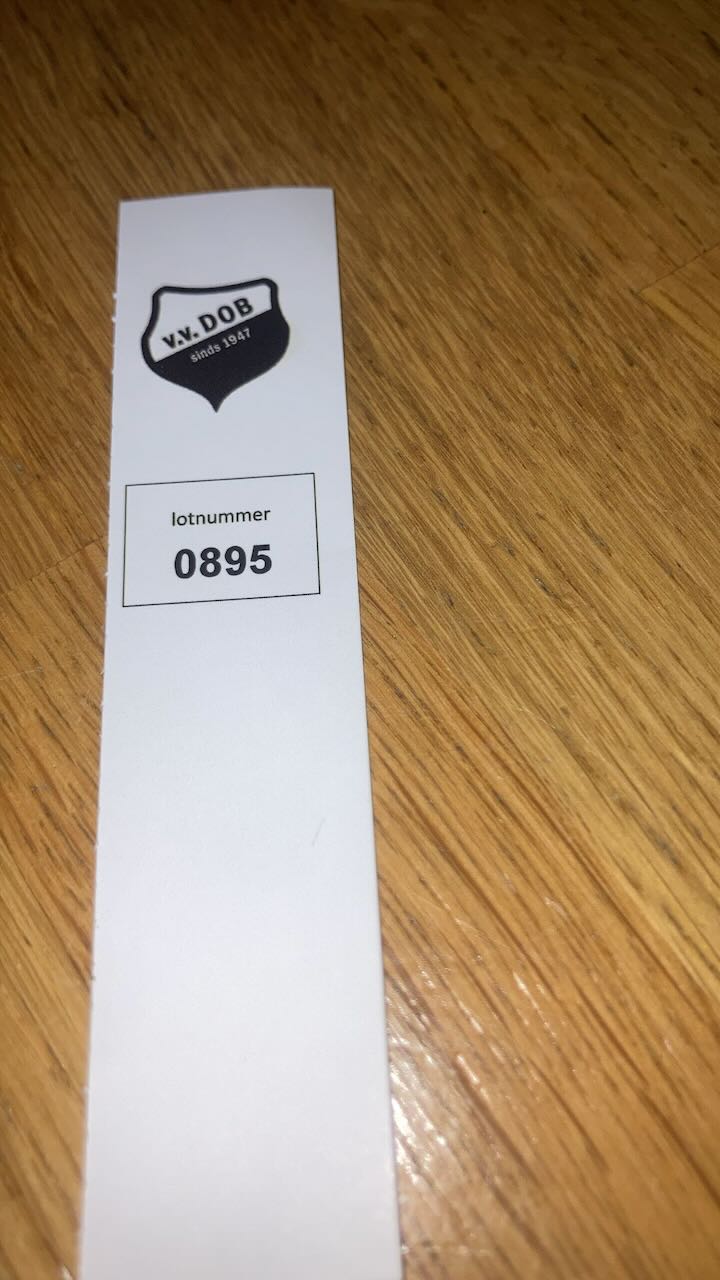 v.v. DOB
sinds 1947
lotnummer
0895